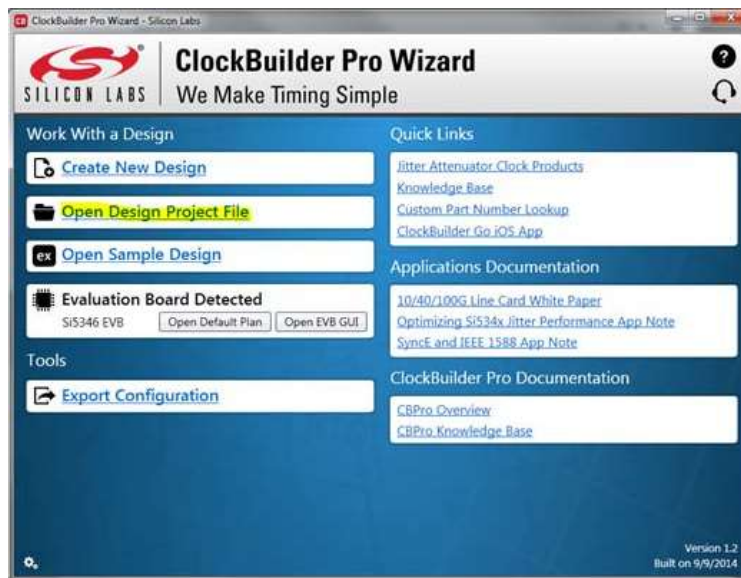 CB ClockBuilder Pro Wizard - Silicon Labs
SILICON LABS
ClockBuilder Pro Wizard
We Make Timing Simple
?
Work With a Design
Create New Design
Open Design Project File
ex Open Sample Design
Evaluation Board Detected
Si5346 EVB Open Default Plan Open EVB GUI
Tools
Export Configuration
Quick Links
Jitter Attenuator Clock Products
Knowledge Base
Custom Part Number Lookup
ClockBuilder Go iOS App
Applications Documentation
10/40/100G Line Card White Paper
Optimizing Si534x Jitter Performance App Note
SyncE and IEEE 1588 App Note
ClockBuilder Pro Documentation
CBPro Overview
CBPro Knowledge Base
Version 1.2
Built on 9/9/2014